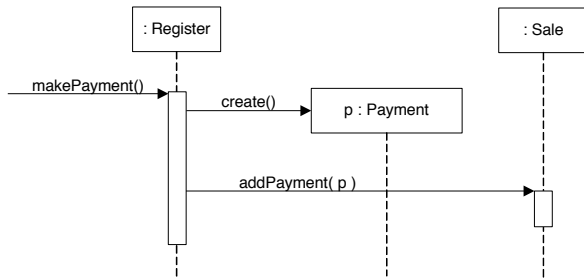 : Register
: Sale
makePayment()
create()
p : Payment
addPayment( p )